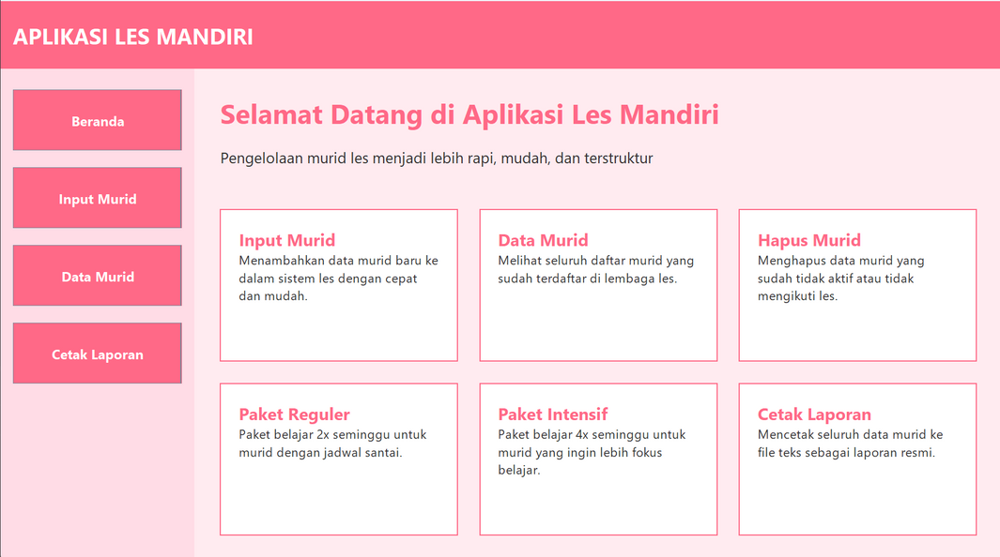 APLIKASI LES MANDIRI
Beranda
Input Murid
Data Murid
Cetak Laporan
Selamat Datang di Aplikasi Les Mandiri
Pengelolaan murid les menjadi lebih rapi, mudah, dan terstruktur
Input Murid
Menambahkan data murid baru ke
dalam sistem les dengan cepat
dan mudah.
Data Murid
Melihat seluruh daftar murid yang
sudah terdaftar di lembaga les.
Hapus Murid
Menghapus data murid yang
sudah tidak aktif atau tidak
mengikuti les.
Paket Reguler
Paket belajar 2x seminggu untuk
murid dengan jadwal santai.
Paket Intensif
Paket belajar 4x seminggu untuk
murid yang ingin lebih fokus
belajar.
Cetak Laporan
Mencetak seluruh data murid ke
file teks sebagai laporan resmi.